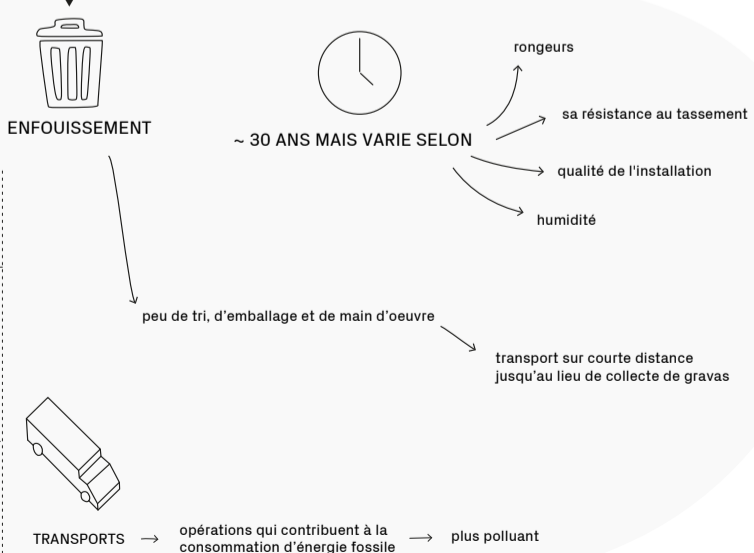 ENFOUISSEMENT
~ 30 ANS MAIS VARIE SELON
rongeurs
sa résistance au tassement
qualité de l'installation
humidité
peu de tri, d'emballage et de main d'oeuvre
transport sur courte distance
jusqu'au lieu de collecte de gravas
TRANSPORTS
opérations qui contribuent à la
consommation d'énergie fossile
plus polluant